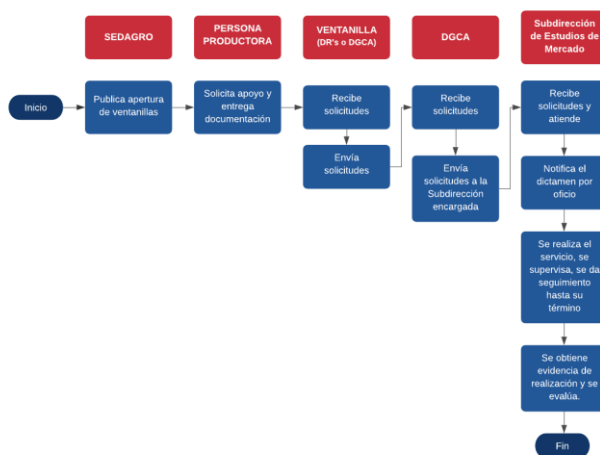 SEDAGRO
PERSONA
PRODUCTORA
VENTANILLA
(DR's o DGCA)
DGCA
Subdirección
de Estudios de
Mercado
Inicio
Publica apertura
de ventanillas
Solicita apoyo y
entrega
documentación
Recibe
solicitudes
Envía
solicitudes
Recibe
solicitudes
Envía
solicitudes a la
Subdirección
encargada
Recibe
solicitudes y
atiende
Notifica el
dictamen por
oficio
Se realiza el
servicio, se
supervisa, se da
seguimiento
hasta su
término
Se obtiene
evidencia de
realización y se
evalúa.
Fin